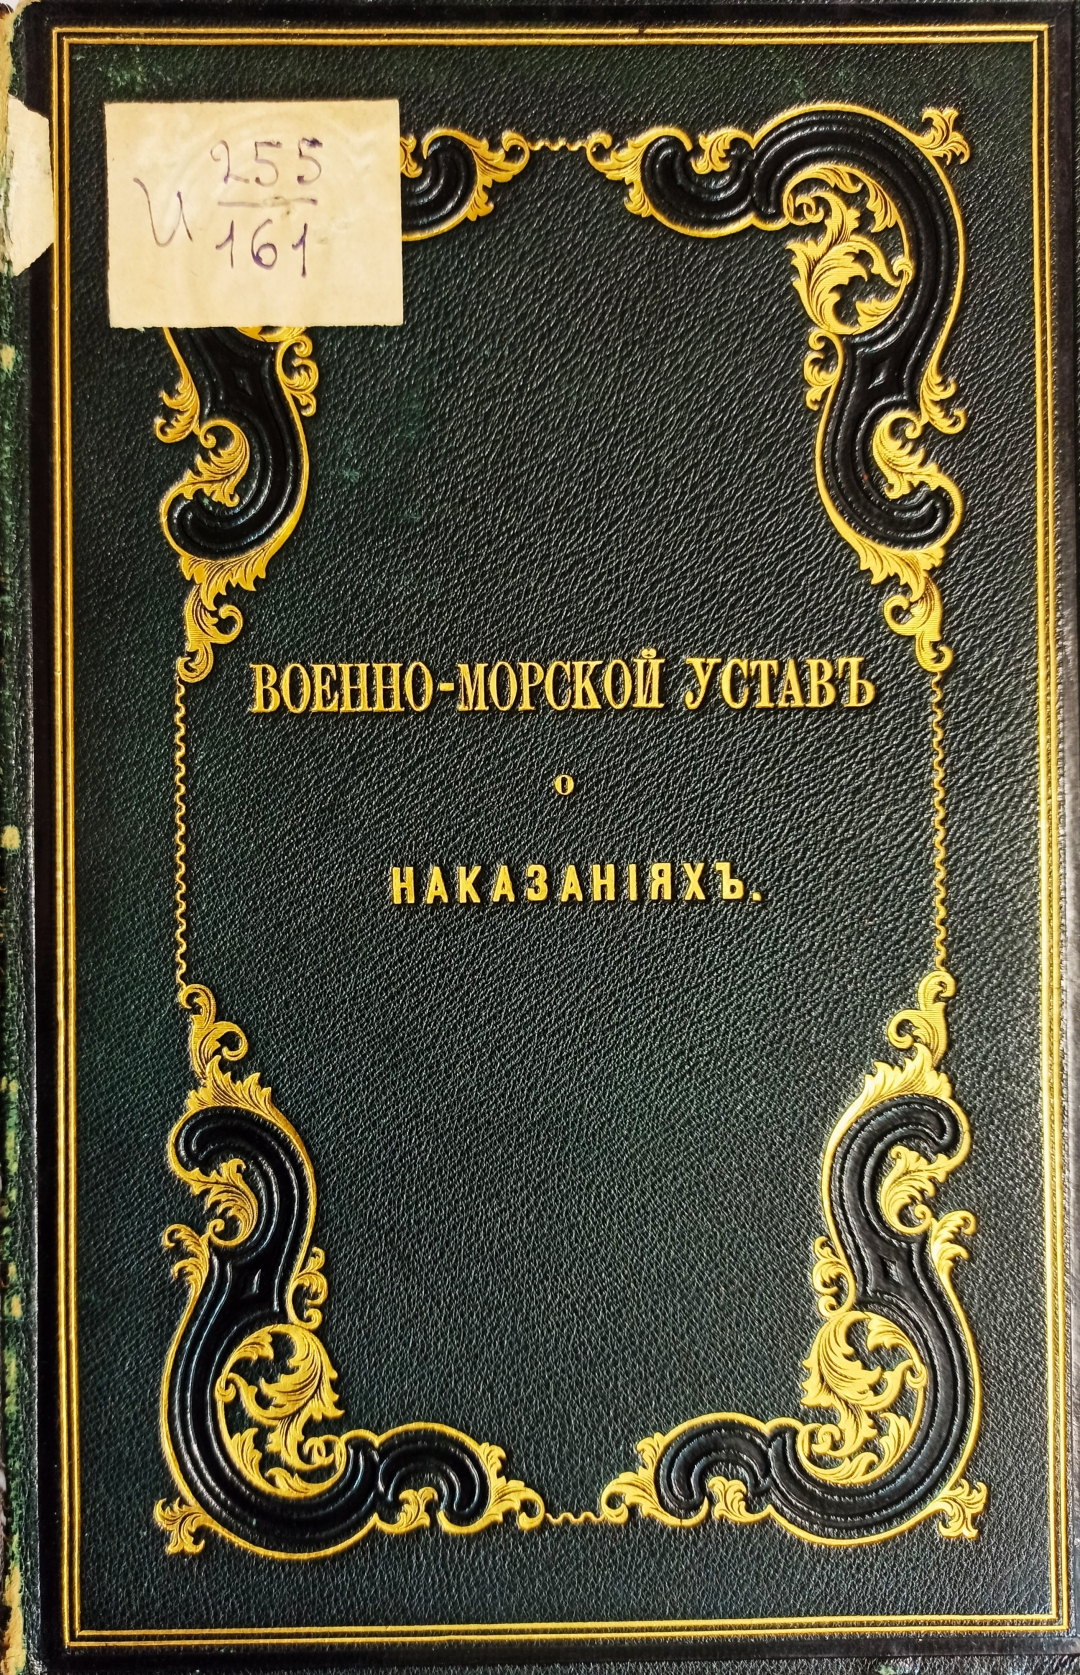 И 255
161
ВОЕННО-МОРСКОЙ УСТАВЪ
О
НАКАЗАНІЯХЪ.